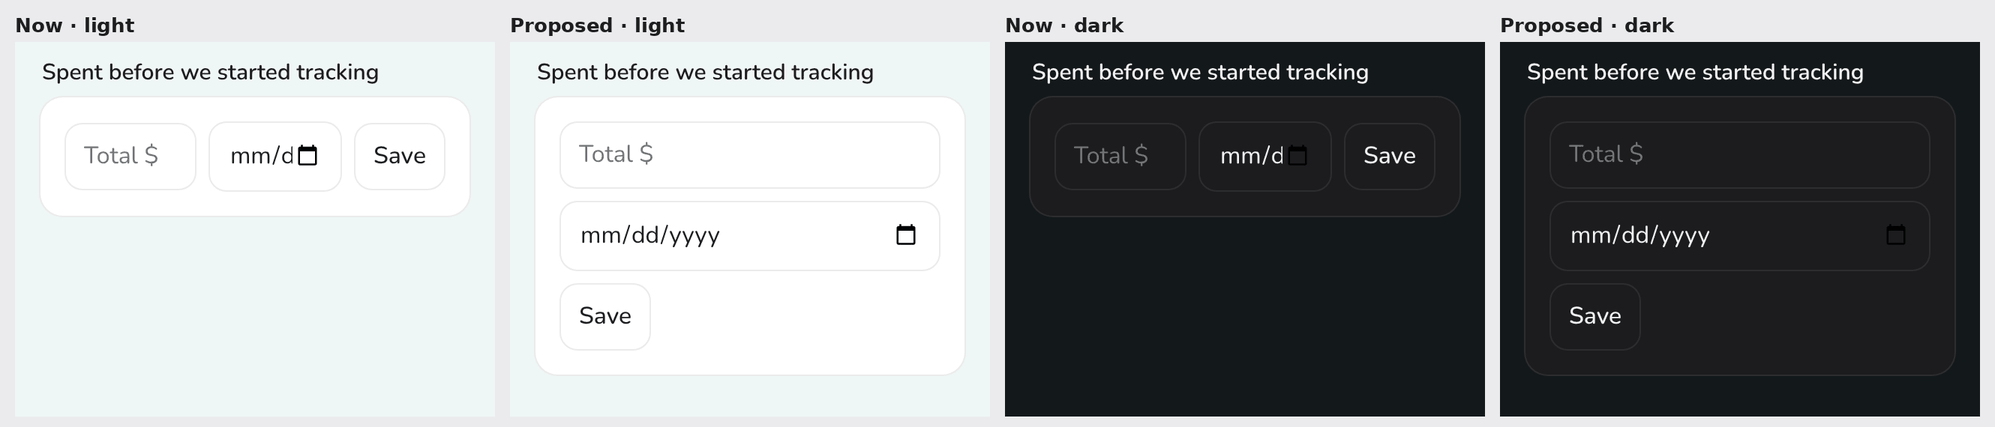 Now · light
Spent before we started tracking
Total $
mm/d
Save
Proposed · light
Spent before we started tracking
Total $
mm/dd/yyyy
Save
Now · dark
Spent before we started tracking
Total $
mm/d
Save
Proposed · dark
Spent before we started tracking
Total $
mm/dd/yyyy
Save